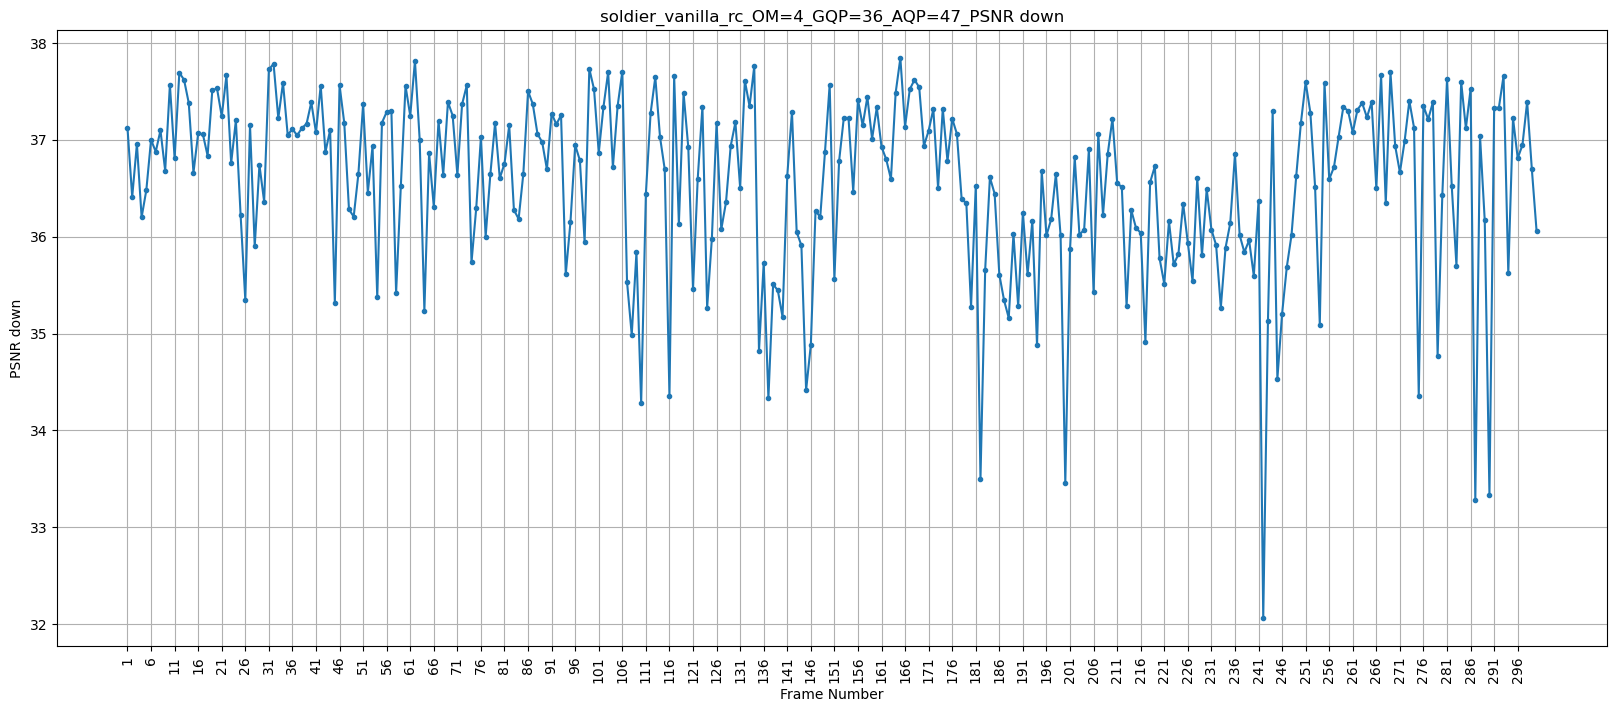 soldier_vanilla_rc_OM=4_GQP=36_AQP=47_PSNR down
38
37
36
35
34
33
32
PSNR down
1 6 11 16 21 26 31 36 41 46 51 56 61 66 71 76 81 86 91 96 101 106 111 116 121 126 131 136 141 146 151 156 161 166 171 176 181 186 191 196 201 206 211 216 221 226 231 236 241 246 251 256 261 266 271 276 281 286 291 296
Frame Number